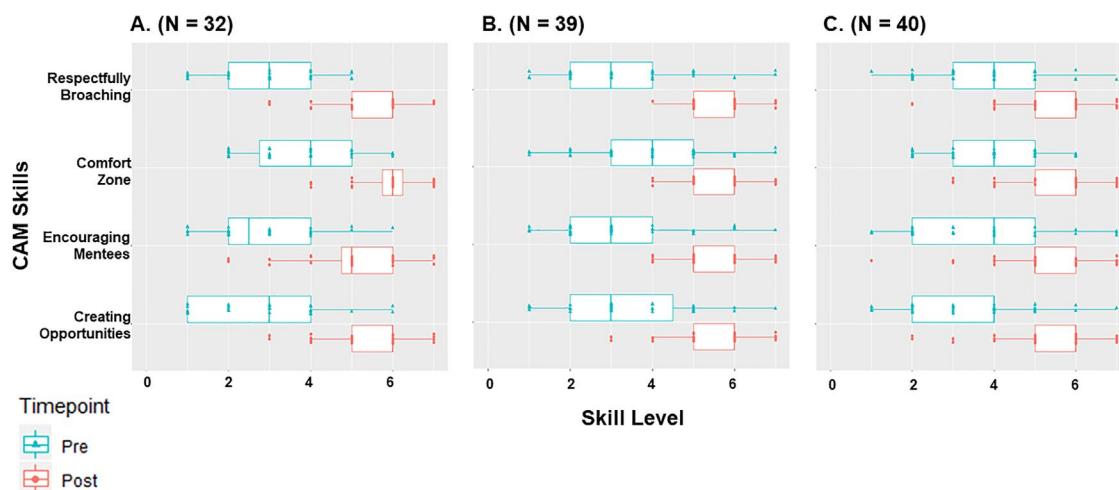 A. (N = 32)
B. (N = 39)
C. (N = 40)
CAM Skills
Respectfully
Broaching
Comfort
Zone
Encouraging
Mentees
Creating
Opportunities
0 2 4 6
0 2 4 6
0 2 4 6
Skill Level
Timepoint
Pre
Post